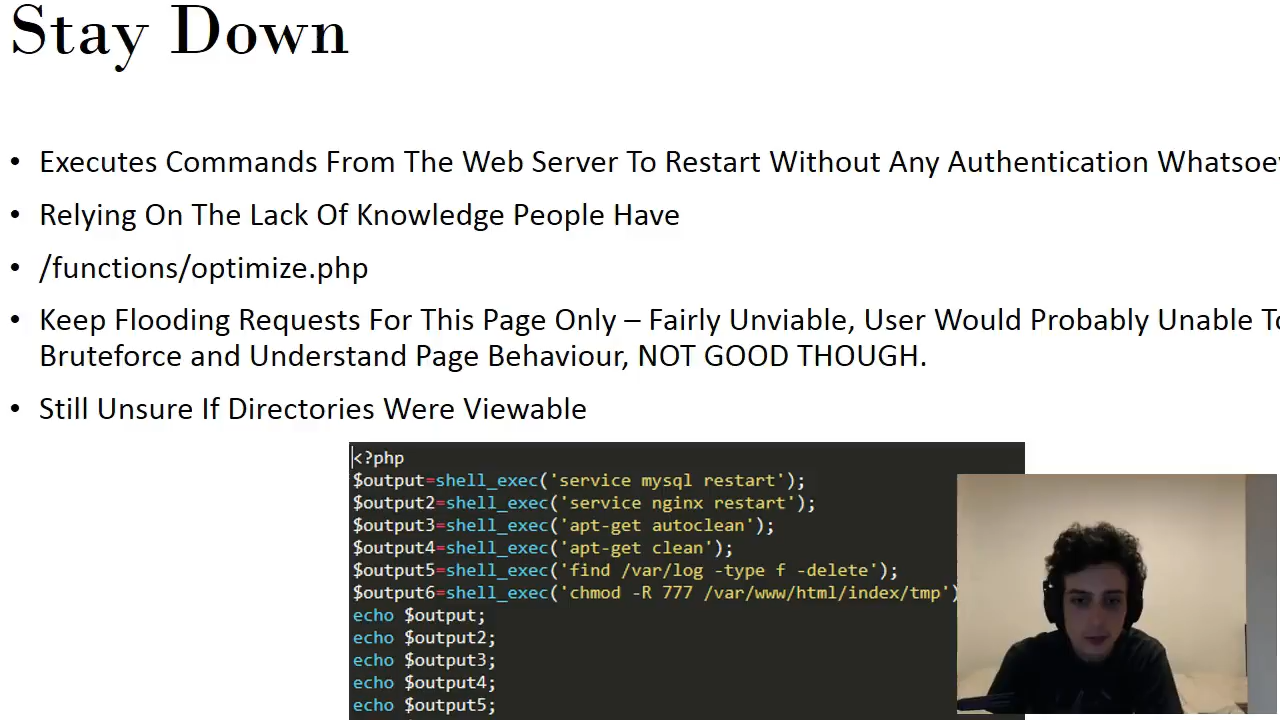 Stay Down
• Executes Commands From The Web Server To Restart Without Any Authentication
• Relying On The Lack Of Knowledge People Have
• /functions/optimize.php
• Keep Flooding Requests For This Page Only – Fairly Unviable, User Would Probably Unable
Bruteforce and Understand Page Behaviour, NOT GOOD THOUGH.
• Still Unsure If Directories Were Viewable
<?php
$output=shell_exec('service mysql restart');
$output2=shell_exec('service nginx restart');
$output3=shell_exec('apt-get autoclean');
$output4=shell_exec('apt-get clean');
$output5=shell_exec('find /var/log -type f -delete');
$output6=shell_exec('chmod -R 777 /var/www/html/index/tmp')
echo $output;
echo $output2;
echo $output3;
echo $output4;
echo $output5;